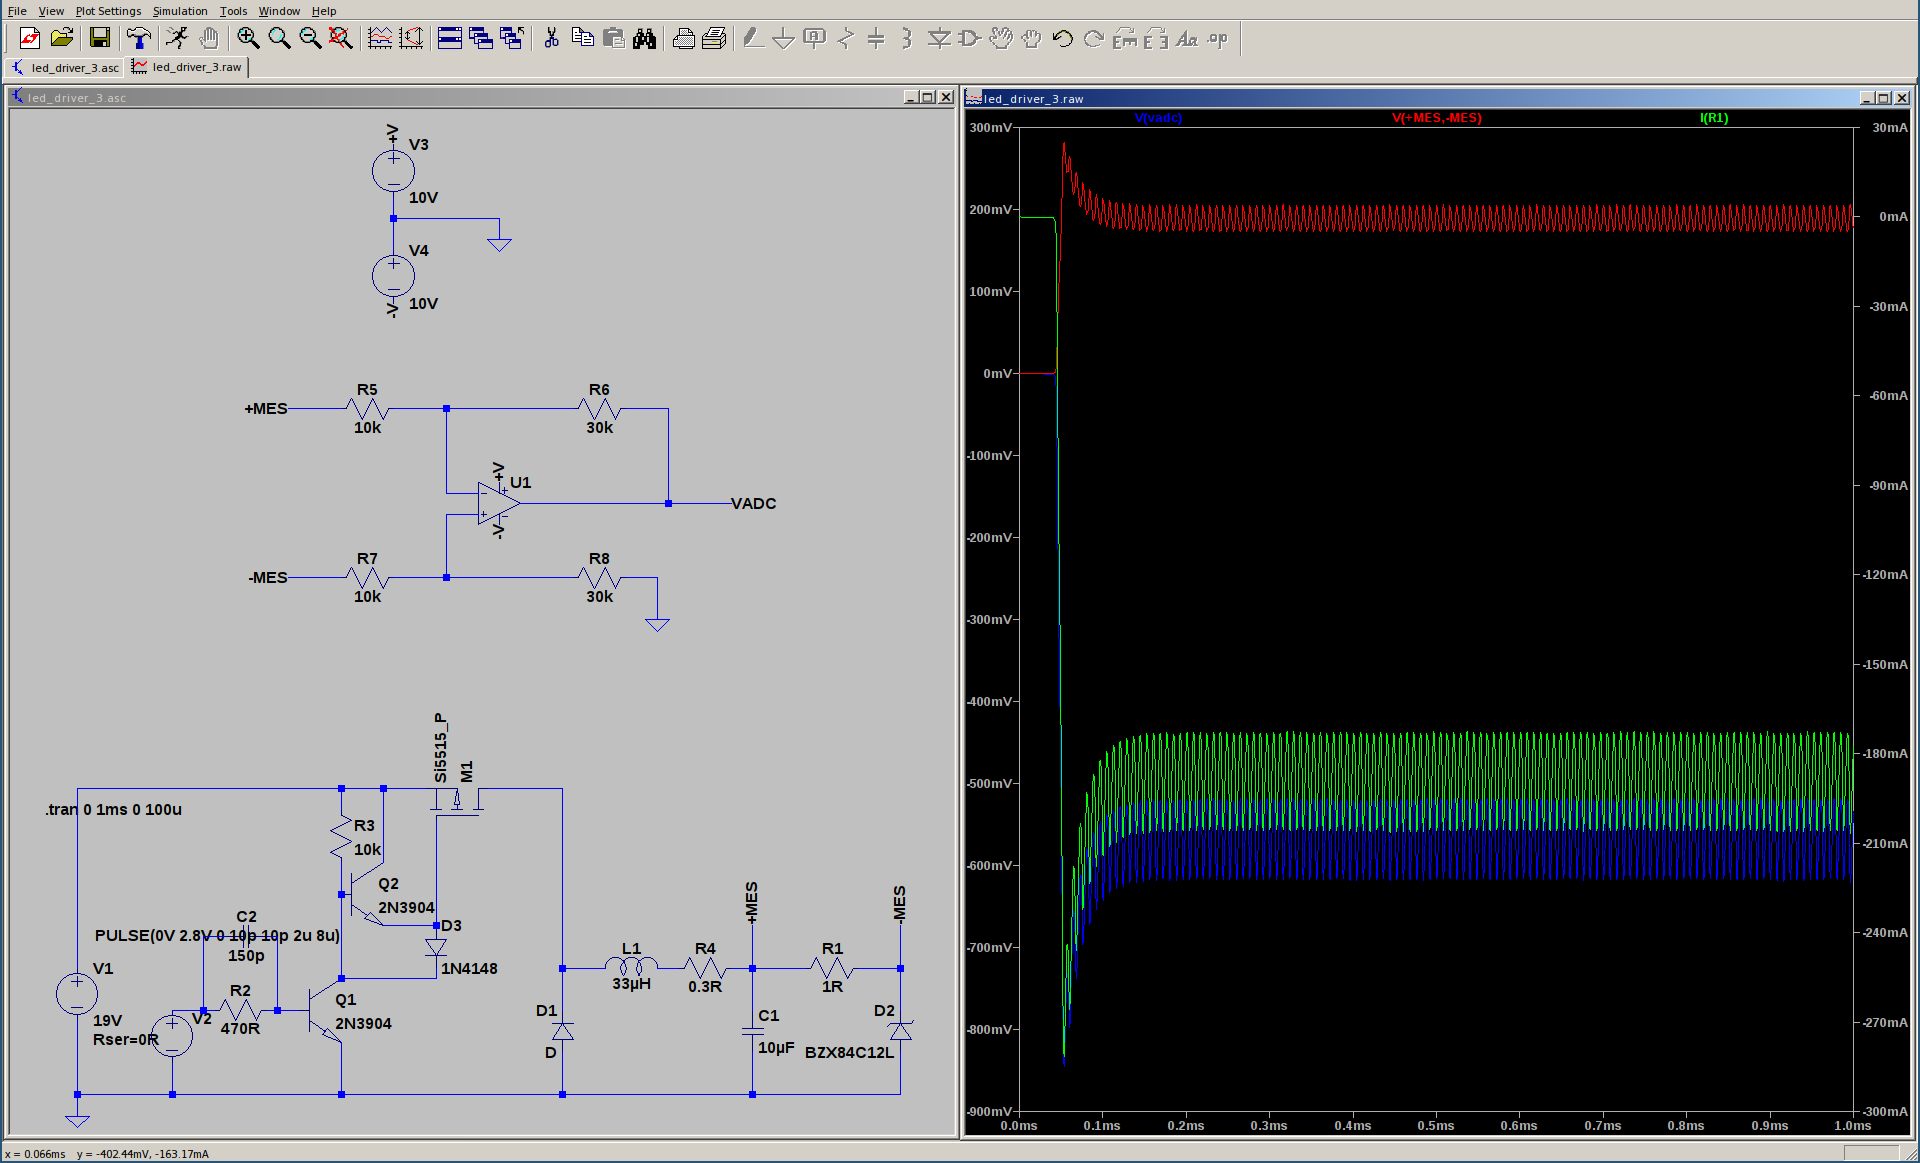 File View Plot Settings Simulation Tools Window Help
led_driver_3.asc led_driver_3.raw
led_driver_3.asc
+V
V3
10V
V4
10V
-V
+MES
R5
10k
R6
30k
+V
U1
-V
VADC
-MES
R7
10k
R8
30k
Si5515_P
M1
.tran 0 1ms 0 100u
R3
10k
Q2
2N3904
D3
1N4148
C2
PULSE(0V 2.8V 0 10p 10p 2u 8u)
150p
V1
19V
Rser=0R
V2
R2
470R
Q1
2N3904
D1
D
L1
33µH
R4
0.3R
+MES
C1
10µF
R1
1R
-MES
D2
BZX84C12L
led_driver_3.raw
V(vadc) V(+MES,-MES) I(R1)
300mV
200mV
100mV
0mV
-100mV
-200mV
-300mV
-400mV
-500mV
-600mV
-700mV
-800mV
-900mV
30mA
0mA
-30mA
-60mA
-90mA
-120mA
-150mA
-180mA
-210mA
-240mA
-270mA
-300mA
0.0ms 0.1ms 0.2ms 0.3ms 0.4ms 0.5ms 0.6ms 0.7ms 0.8ms 0.9ms 1.0ms
x = 0.066ms y = -402.44mV, -163.17mA